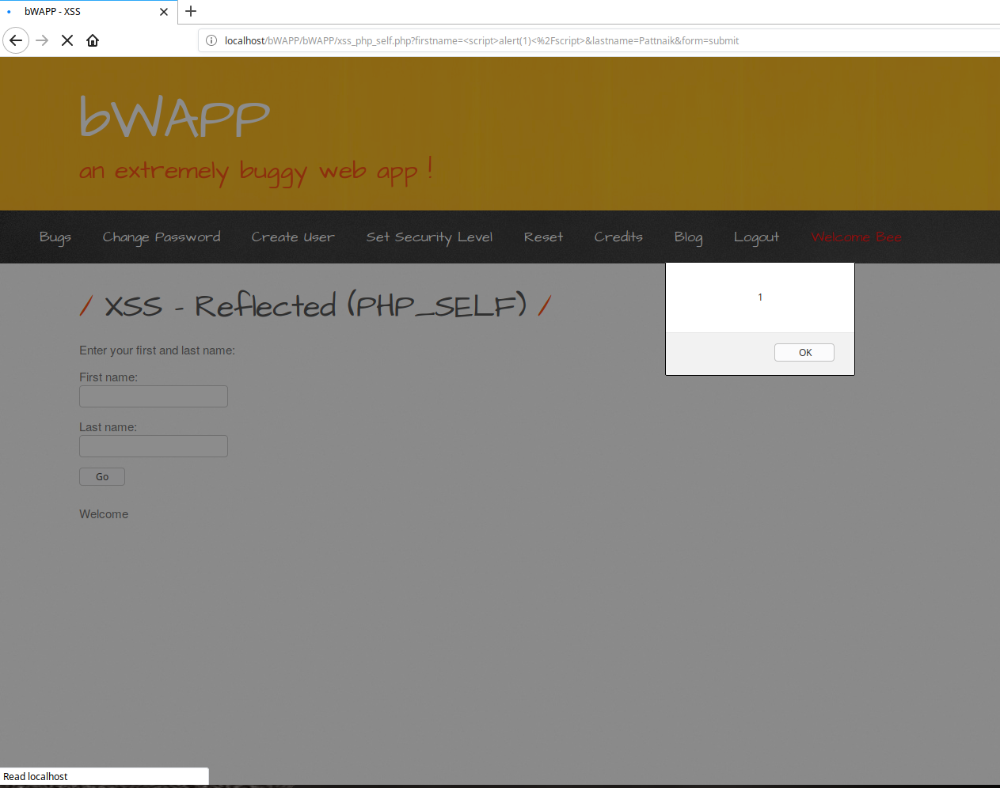 bWAPP - XSS
localhost/bWAPP/bWAPP/xss_php_self.php?firstname=<script>alert(1)<%2Fscript>&lastname=Pattnaik&form=submit
bWAPP
an extremely buggy web app !
Bugs Change Password Create User Set Security Level Reset Credits Blog Logout Welcome Bee
/ XSS - Reflected (PHP_SELF) /
1
OK
Enter your first and last name:
First name:
Last name:
Go
Welcome
Read localhost